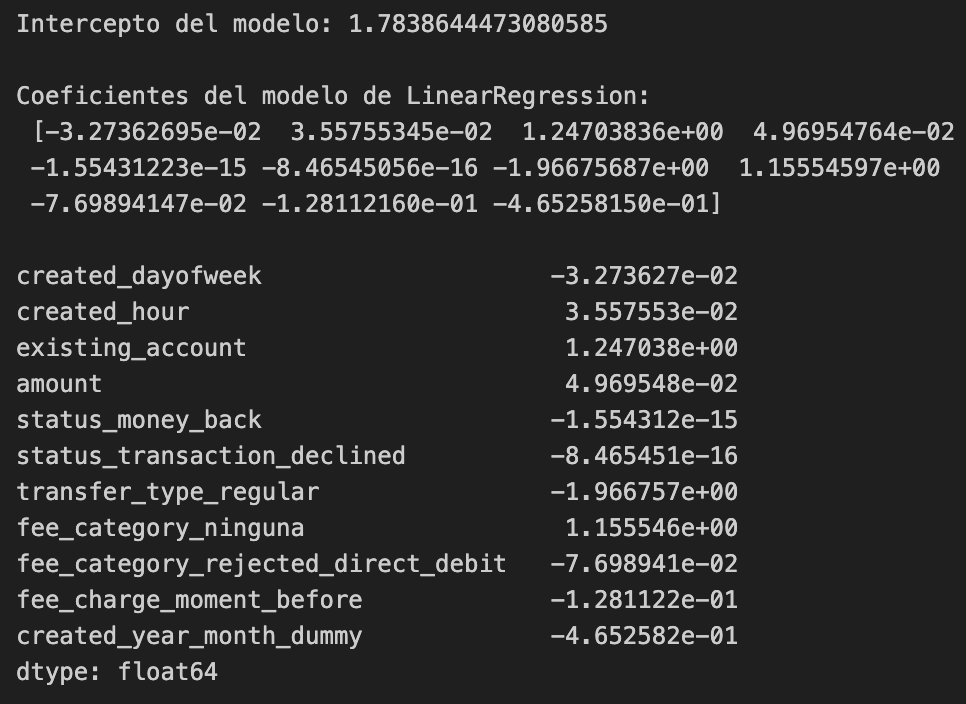 Intercepto del modelo: 1.7838644473080585
Coeficientes del modelo de LinearRegression:
[-3.27362695e-02 3.55755345e-02 1.24703836e+00 4.96954764e-02
-1.55431223e-15 -8.46545056e-16 -1.96675687e+00 1.15554597e+00
-7.69894147e-02 -1.28112160e-01 -4.65258150e-01]
created_dayofweek -3.273627e-02
created_hour 3.557553e-02
existing_account 1.247038e+00
amount 4.969548e-02
status_money_back -1.554312e-15
status_transaction_declined -8.465451e-16
transfer_type_regular -1.966757e+00
fee_category_ninguna 1.155546e+00
fee_category_rejected_direct_debit -7.698941e-02
fee_charge_moment_before -1.281122e-01
created_year_month_dummy -4.652582e-01
dtype: float64